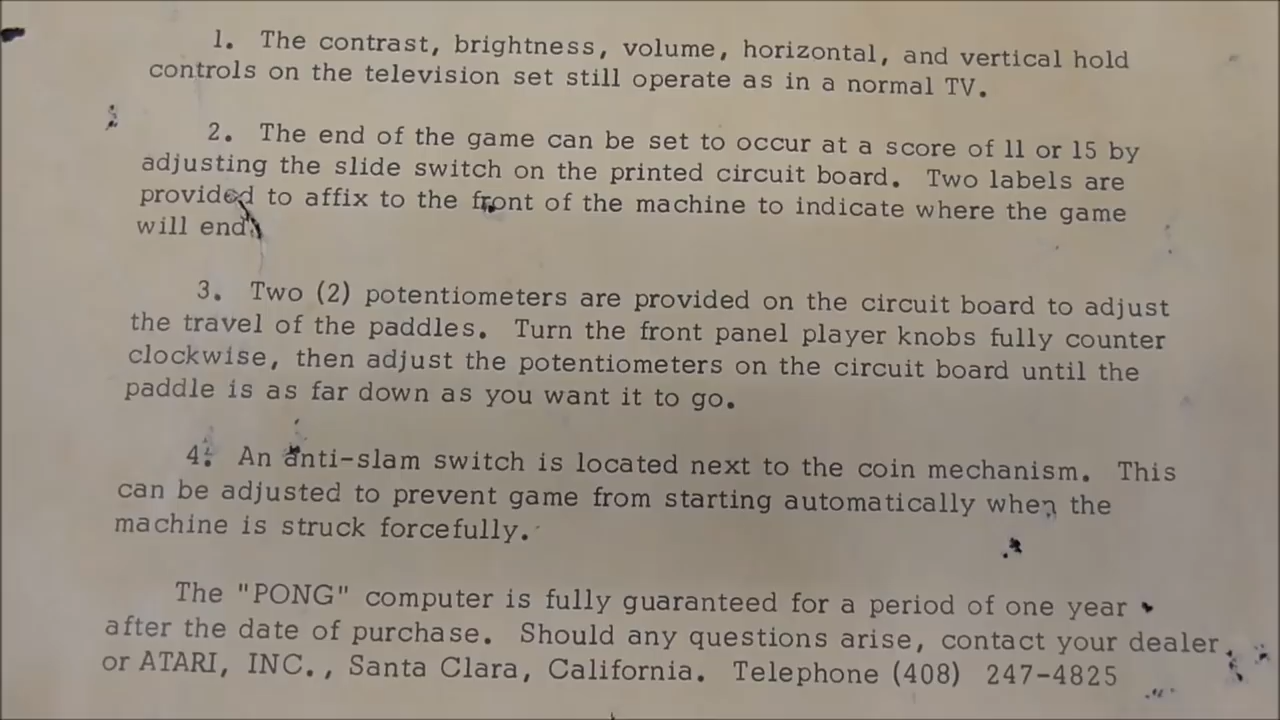 1. The contrast, brightness, volume, horizontal, and vertical hold
controls on the television set still operate as in a normal TV.
2. The end of the game can be set to occur at a score of 11 or 15 by
adjusting the slide switch on the printed circuit board. Two labels are
provided to affix to the front of the machine to indicate where the game
will end.
3. Two (2) potentiometers are provided on the circuit board to adjust
the travel of the paddles. Turn the front panel player knobs fully counter
clockwise, then adjust the potentiometers on the circuit board until the
paddle is as far down as you want it to go.
4. An anti-slam switch is located next to the coin mechanism. This
can be adjusted to prevent game from starting automatically when the
machine is struck forcefully.
The "PONG" computer is fully guaranteed for a period of one year
after the date of purchase. Should any questions arise, contact your dealer
or ATARI, INC., Santa Clara, California. Telephone (408) 247-4825